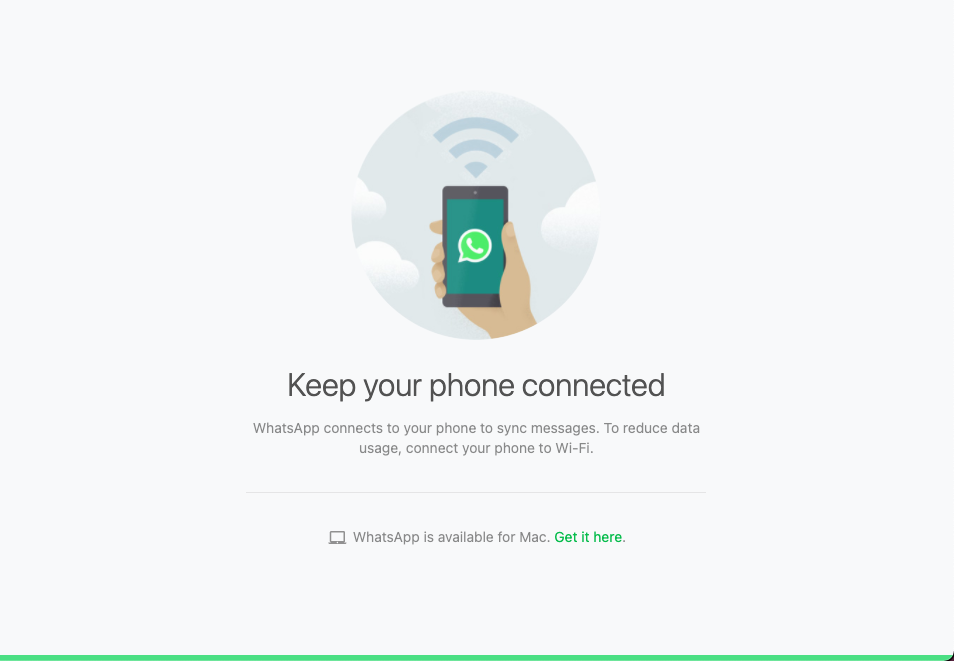 Keep your phone connected
WhatsApp connects to your phone to sync messages. To reduce data
usage, connect your phone to Wi-Fi.
WhatsApp is available for Mac. Get it here.